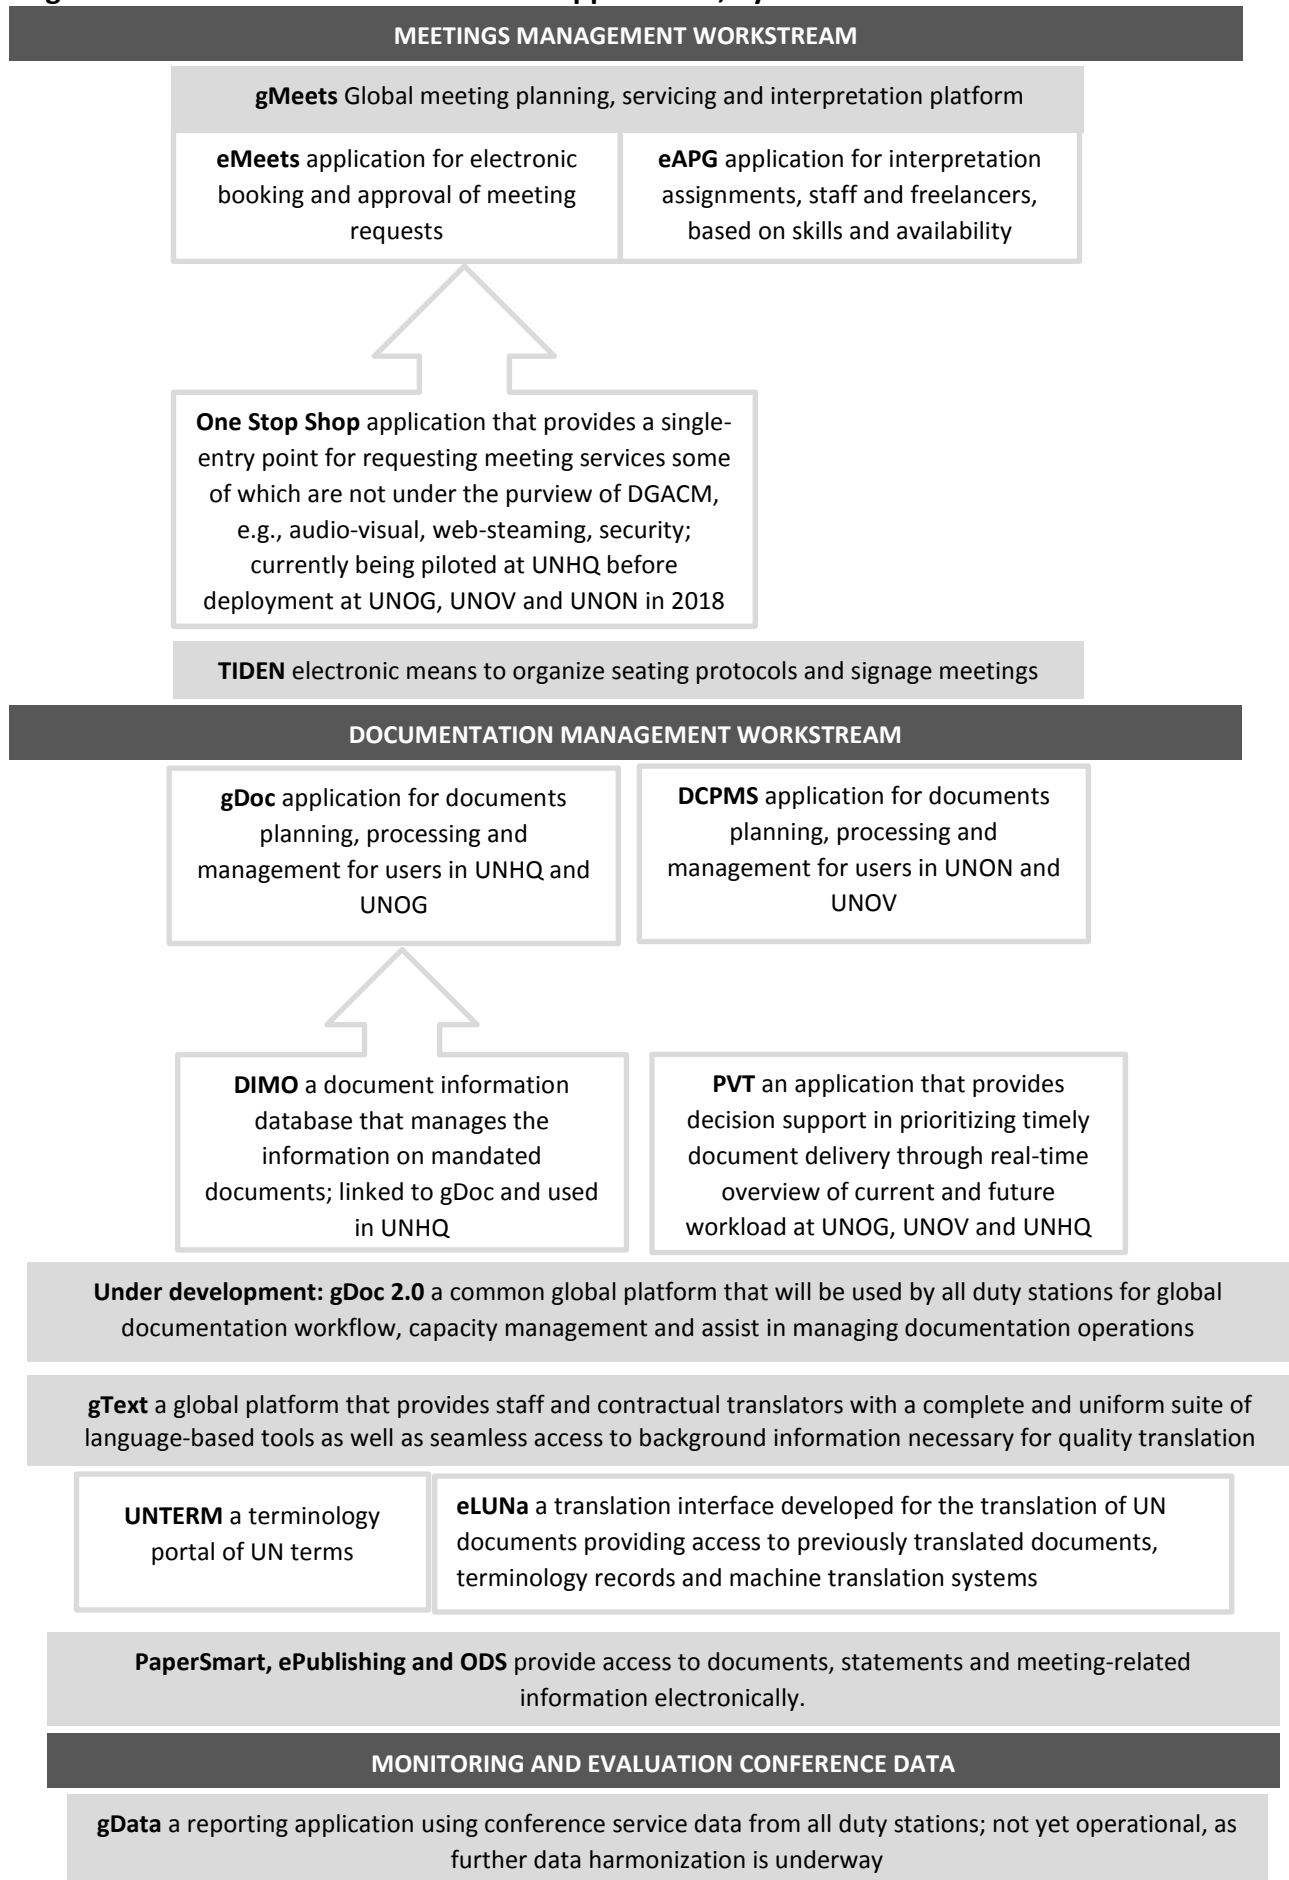 MEETINGS MANAGEMENT WORKSTREAM
gMeets Global meeting planning, servicing and interpretation platform
eMeets application for electronic
booking and approval of meeting
requests
eAPG application for interpretation
assignments, staff and freelancers,
based on skills and availability
One Stop Shop application that provides a single-
entry point for requesting meeting services some
of which are not under the purview of DGACM,
e.g., audio-visual, web-steaming, security;
currently being piloted at UNHQ before
deployment at UNOG, UNOV and UNON in 2018
TIDEN electronic means to organize seating protocols and signage meetings
DOCUMENTATION MANAGEMENT WORKSTREAM
gDoc application for documents
planning, processing and
management for users in UNHQ and
UNOG
DCPMS application for documents
planning, processing and
management for users in UNON and
UNOV
DIMO a document information
database that manages the
information on mandated
documents; linked to gDoc and used
in UNHQ
PVT an application that provides
decision support in prioritizing timely
document delivery through real-time
overview of current and future
workload at UNOG, UNOV and UNHQ
Under development: gDoc 2.0 a common global platform that will be used by all duty stations for global
documentation workflow, capacity management and assist in managing documentation operations
gText a global platform that provides staff and contractual translators with a complete and uniform suite of
language-based tools as well as seamless access to background information necessary for quality translation
UNTERM a terminology
portal of UN terms
eLUNa a translation interface developed for the translation of UN
documents providing access to previously translated documents,
terminology records and machine translation systems
PaperSmart, ePublishing and ODS provide access to documents, statements and meeting-related
information electronically.
MONITORING AND EVALUATION CONFERENCE DATA
gData a reporting application using conference service data from all duty stations; not yet operational, as
further data harmonization is underway